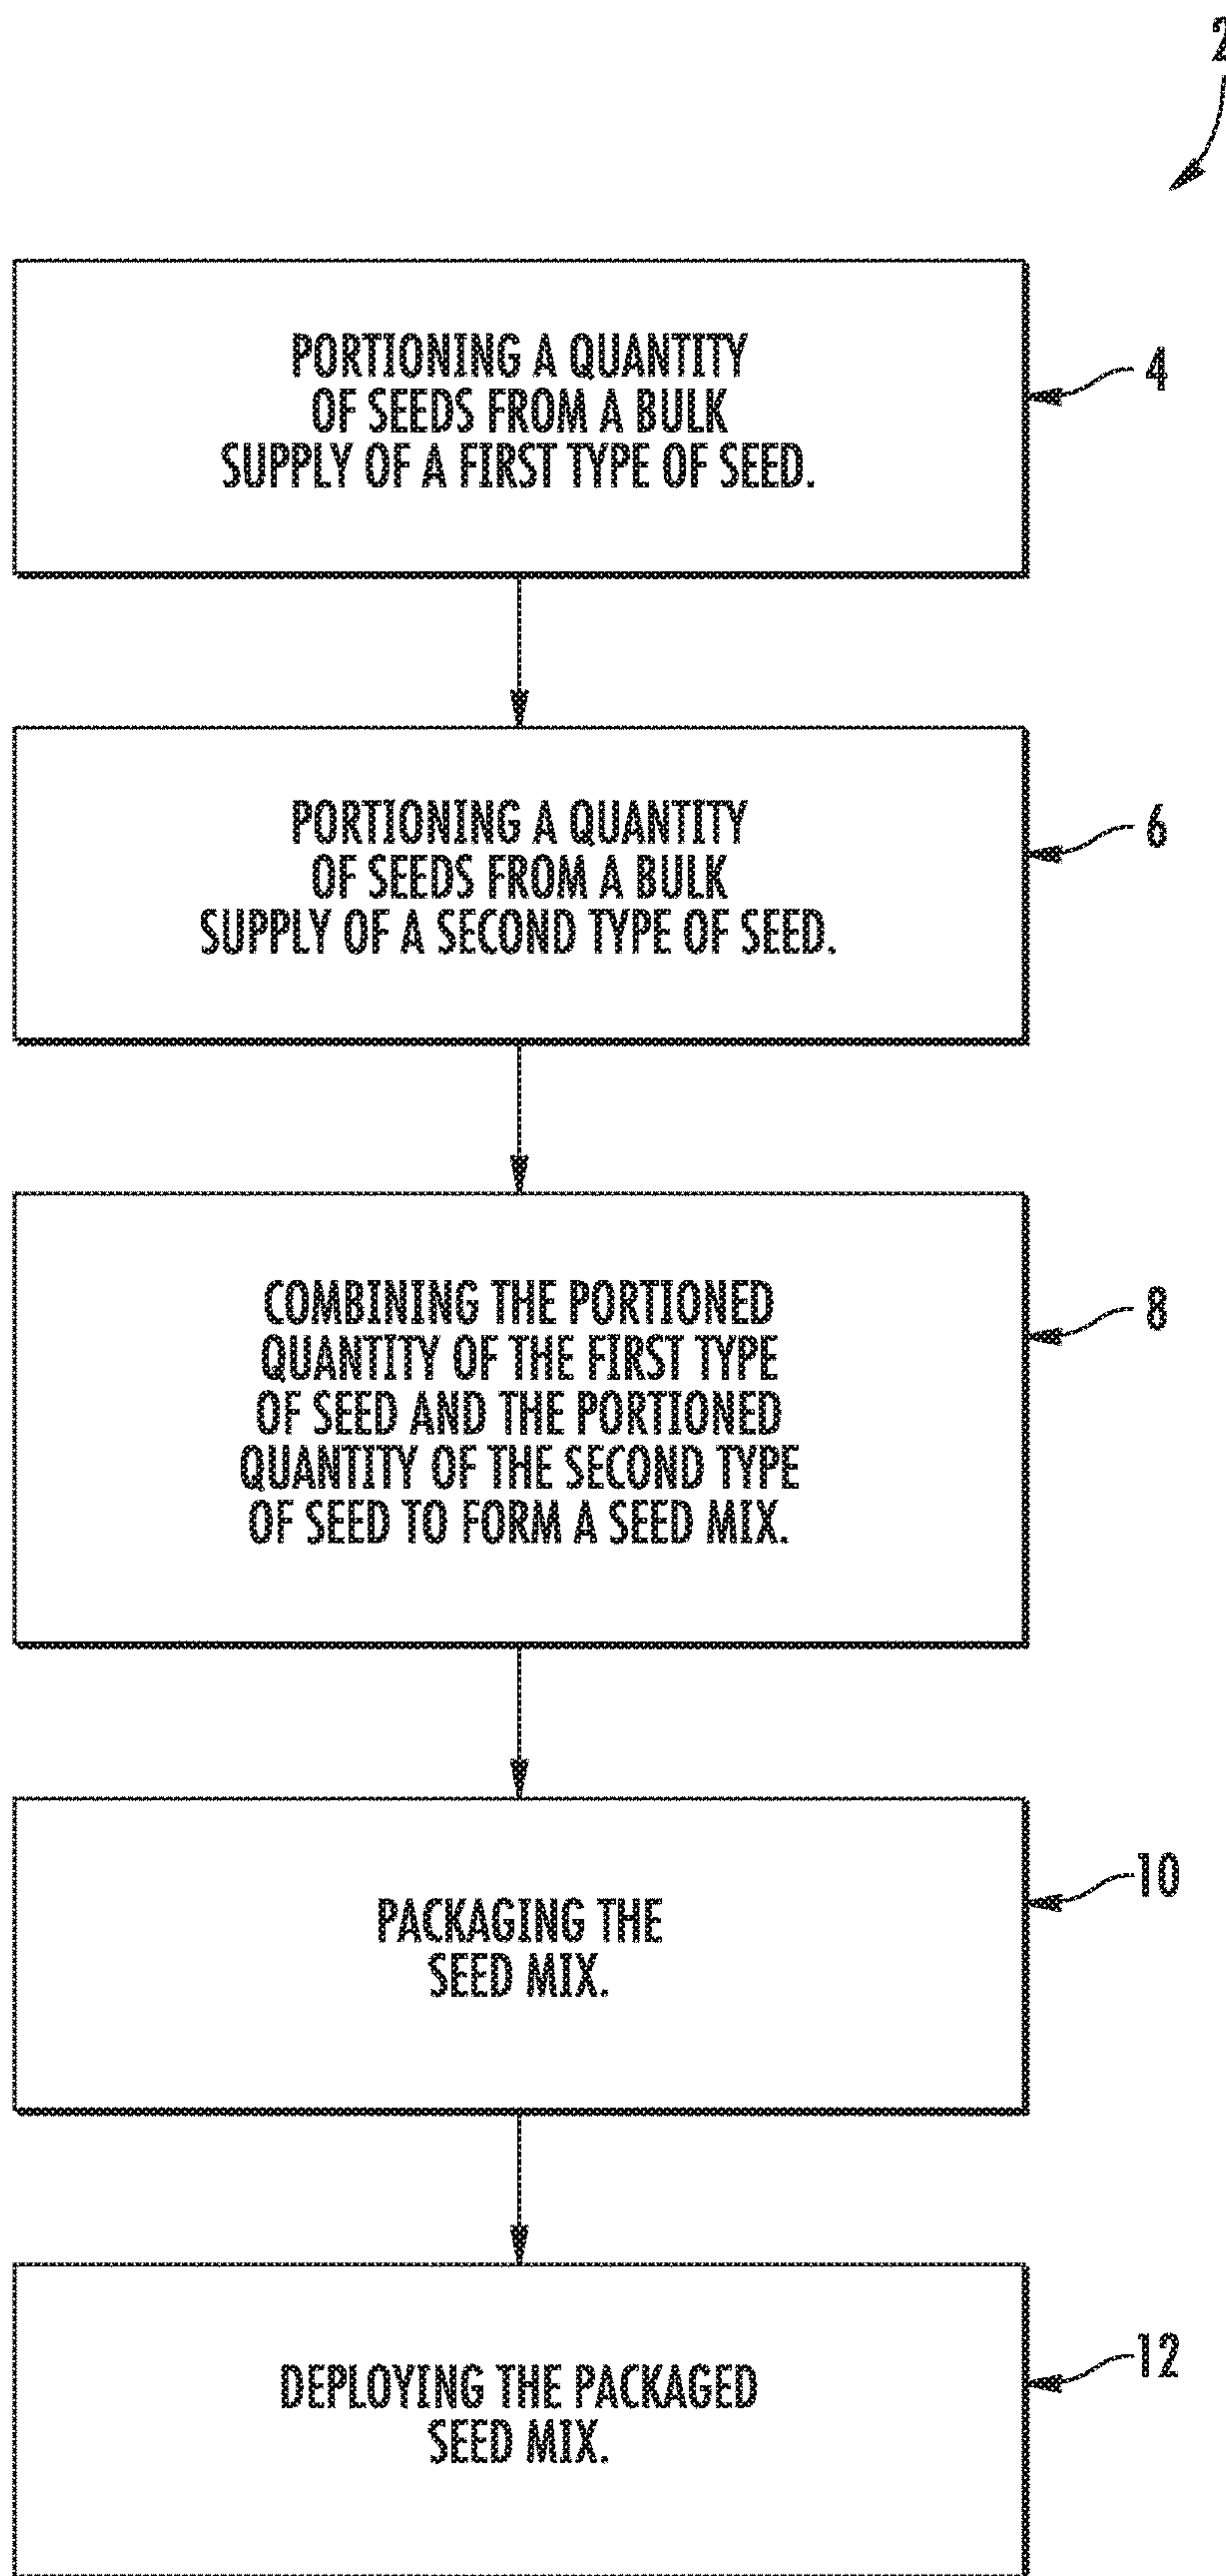 2
PORTIONING A QUANTITY
OF SEEDS FROM A BULK
SUPPLY OF A FIRST TYPE OF SEED.
4
PORTIONING A QUANTITY
OF SEEDS FROM A BULK
SUPPLY OF A SECOND TYPE OF SEED.
6
COMBINING THE PORTIONED
QUANTITY OF THE FIRST TYPE
OF SEED AND THE PORTIONED
QUANTITY OF THE SECOND TYPE
OF SEED TO FORM A SEED MIX.
8
PACKAGING THE
SEED MIX.
10
DEPLOYING THE PACKAGED
SEED MIX.
12